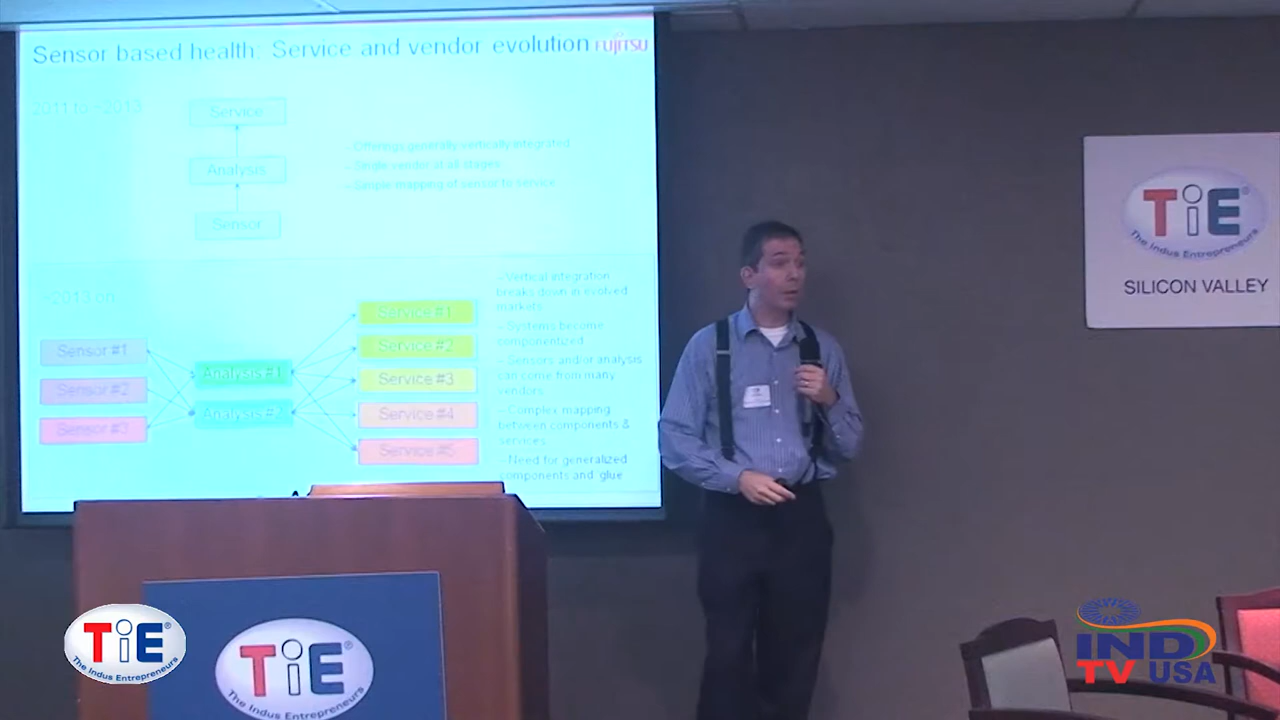 Sensor based health: Service and vendor evolution
FUJITSU
2011 to ~2013
Service
Analysis
Sensor
– Offerings generally vertically integrated
– Single vendor at all stages
– Simple mapping of sensor to service
~2013 on
Sensor #1
Sensor #2
Sensor #3
Analysis #1
Analysis #2
Service #1
Service #2
Service #3
Service #4
Service #5
– Vertical integration
breaks down in evolved
markets
– Systems become
componentized
– Sensors and/or analysis
can come from many
vendors
– Complex mapping
between components &
services
– Need for generalized
components and 'glue'
TiE®
The Indus Entrepreneurs
SILICON VALLEY
TiE®
The Indus Entrepreneurs
TiE®
The Indus Entrepreneurs
IND
TV USA